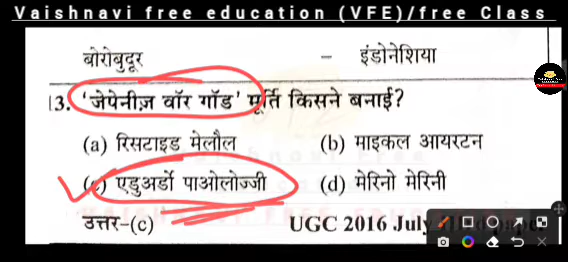 Vaishnavi free education (VFE)/free Class
बोरोबुदूर – इंडोनेशिया
13. 'जेपेनीज़ वॉर गॉड' मूर्ति किसने बनाई?
(a) रिसटाइड मेलौल (b) माइकल आयरटन
(c) एडुअर्डो पाओलोज्जी (d) मेरिनो मेरिनी
उत्तर–(c) UGC 2016 July